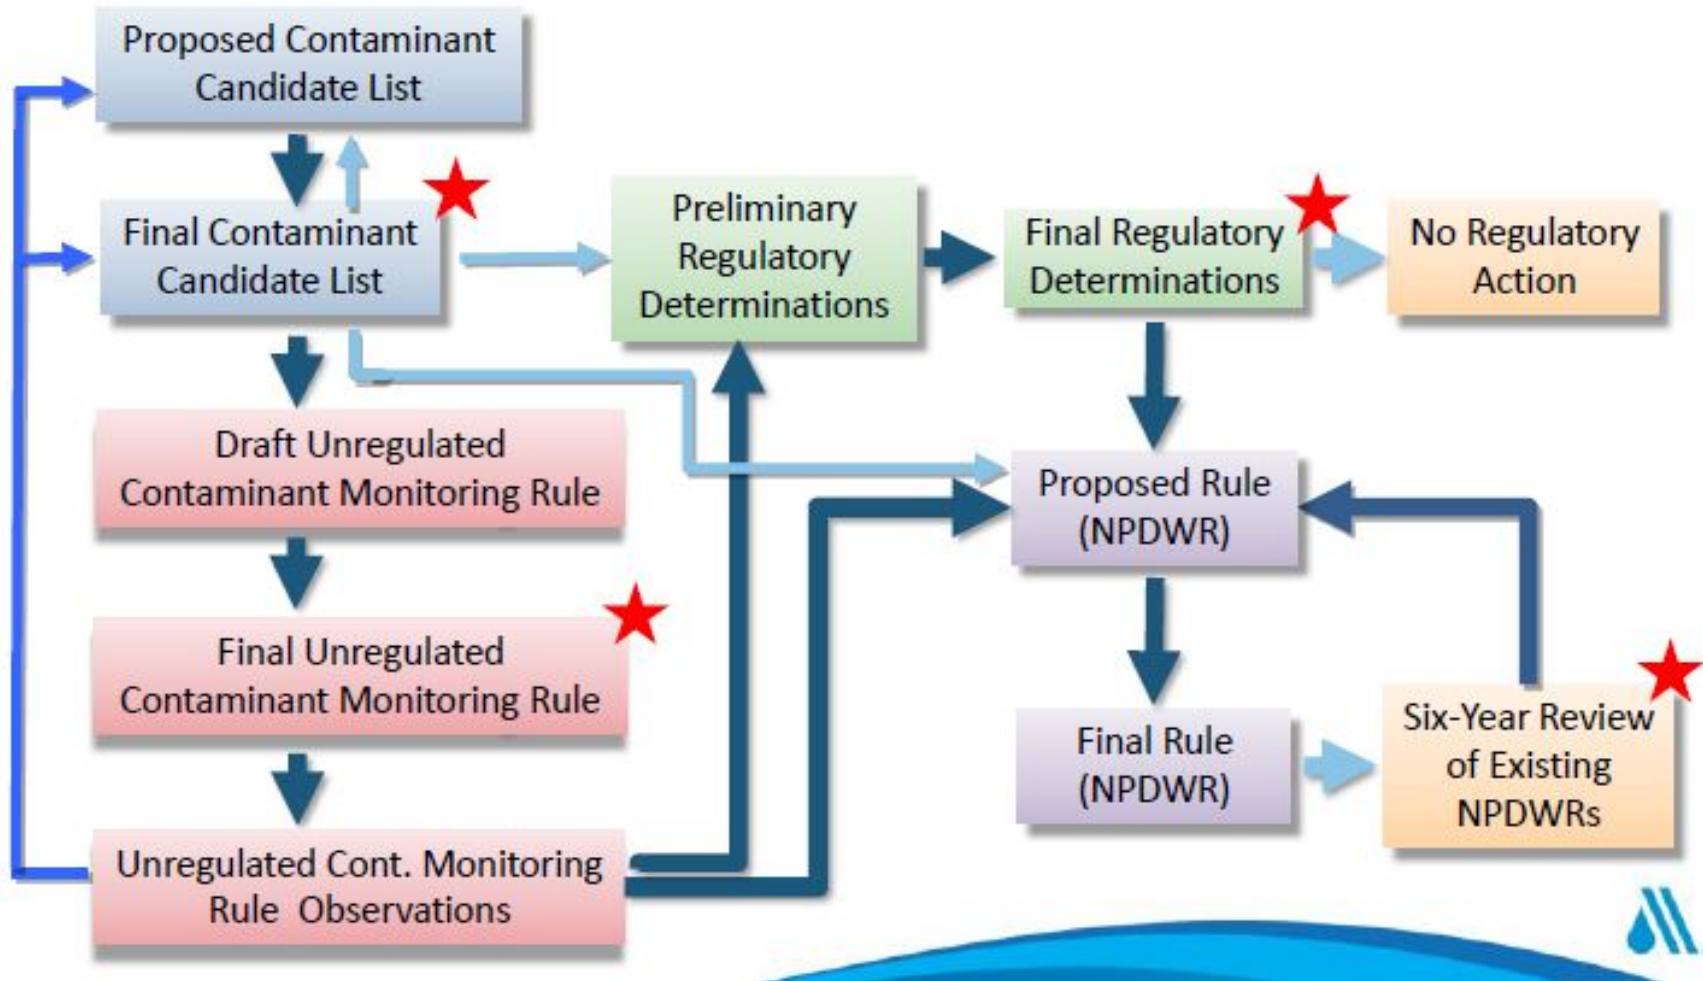 Proposed Contaminant
Candidate List
Final Contaminant
Candidate List
Preliminary
Regulatory
Determinations
Final Regulatory
Determinations
No Regulatory
Action
Draft Unregulated
Contaminant Monitoring Rule
Proposed Rule
(NPDWR)
Final Unregulated
Contaminant Monitoring Rule
Final Rule
(NPDWR)
Six-Year Review
of Existing
NPDWRs
Unregulated Cont. Monitoring
Rule Observations